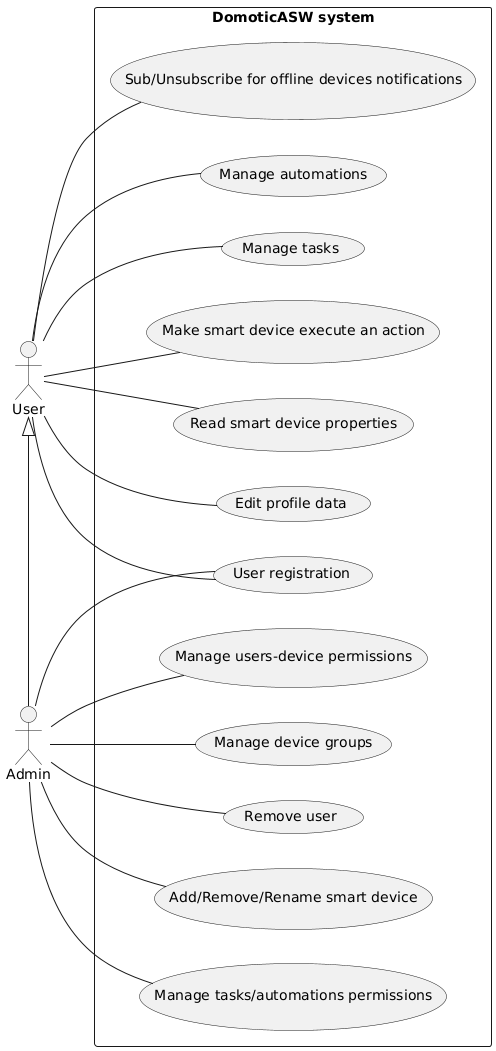 DomoticASW system
Sub/Unsubscribe for offline devices notifications
Manage automations
Manage tasks
Make smart device execute an action
User
Read smart device properties
Edit profile data
User registration
Manage users-device permissions
Admin
Manage device groups
Remove user
Add/Remove/Rename smart device
Manage tasks/automations permissions